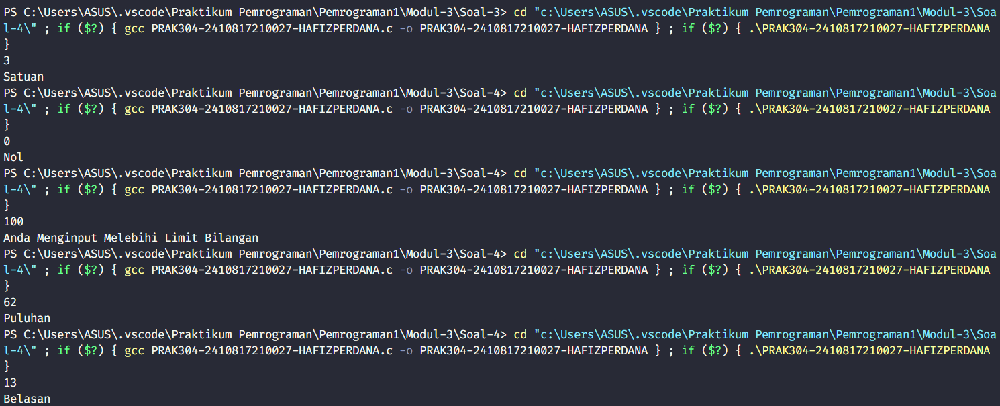 PS C:\Users\ASUS\.vscode\Praktikum Pemrograman\Pemrograman1\Modul-3\Soal-3> cd "c:\Users\ASUS\.vscode\Praktikum Pemrograman\Pemrograman1\Modul-3\Soa
l-4\" ; if ($?) { gcc PRAK304-2410817210027-HAFIZPERDANA.c -o PRAK304-2410817210027-HAFIZPERDANA } ; if ($?) { .\PRAK304-2410817210027-HAFIZPERDANA
}
3
Satuan
PS C:\Users\ASUS\.vscode\Praktikum Pemrograman\Pemrograman1\Modul-3\Soal-4> cd "c:\Users\ASUS\.vscode\Praktikum Pemrograman\Pemrograman1\Modul-3\Soa
l-4\" ; if ($?) { gcc PRAK304-2410817210027-HAFIZPERDANA.c -o PRAK304-2410817210027-HAFIZPERDANA } ; if ($?) { .\PRAK304-2410817210027-HAFIZPERDANA
}
0
Nol
PS C:\Users\ASUS\.vscode\Praktikum Pemrograman\Pemrograman1\Modul-3\Soal-4> cd "c:\Users\ASUS\.vscode\Praktikum Pemrograman\Pemrograman1\Modul-3\Soa
l-4\" ; if ($?) { gcc PRAK304-2410817210027-HAFIZPERDANA.c -o PRAK304-2410817210027-HAFIZPERDANA } ; if ($?) { .\PRAK304-2410817210027-HAFIZPERDANA
}
100
Anda Menginput Melebihi Limit Bilangan
PS C:\Users\ASUS\.vscode\Praktikum Pemrograman\Pemrograman1\Modul-3\Soal-4> cd "c:\Users\ASUS\.vscode\Praktikum Pemrograman\Pemrograman1\Modul-3\Soa
l-4\" ; if ($?) { gcc PRAK304-2410817210027-HAFIZPERDANA.c -o PRAK304-2410817210027-HAFIZPERDANA } ; if ($?) { .\PRAK304-2410817210027-HAFIZPERDANA
}
62
Puluhan
PS C:\Users\ASUS\.vscode\Praktikum Pemrograman\Pemrograman1\Modul-3\Soal-4> cd "c:\Users\ASUS\.vscode\Praktikum Pemrograman\Pemrograman1\Modul-3\Soa
l-4\" ; if ($?) { gcc PRAK304-2410817210027-HAFIZPERDANA.c -o PRAK304-2410817210027-HAFIZPERDANA } ; if ($?) { .\PRAK304-2410817210027-HAFIZPERDANA
}
13
Belasan